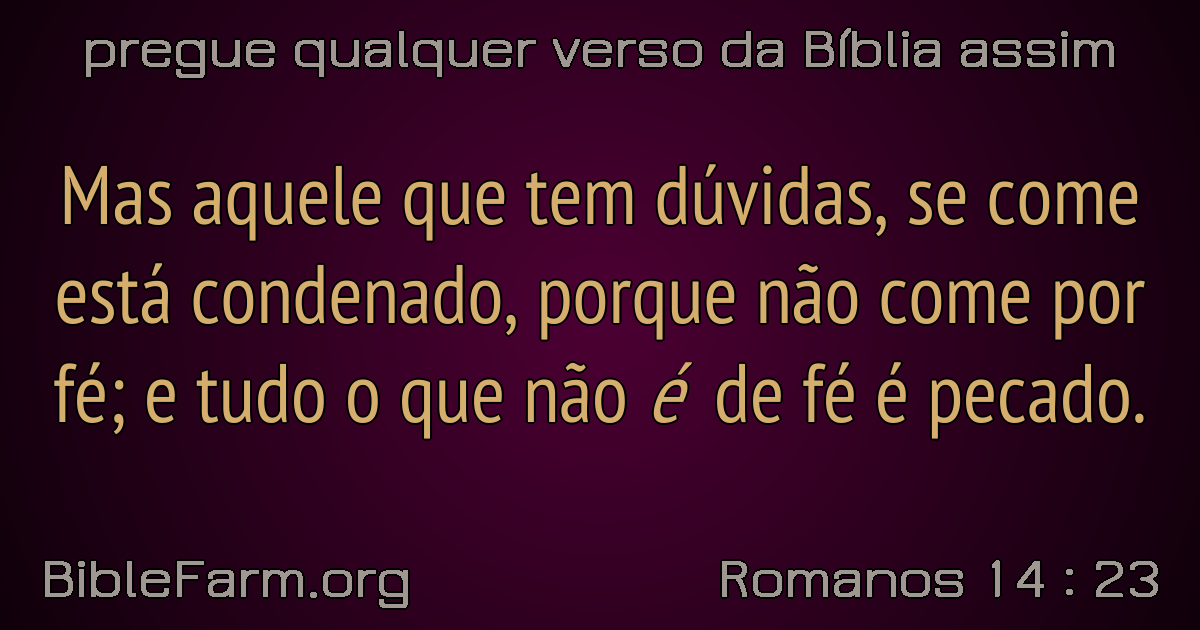 pregue qualquer verso da Bíblia assim
Mas aquele que tem dúvidas, se come
está condenado, porque não come por
fé; e tudo o que não é de fé é pecado.
BibleFarm.org
Romanos 14 : 23